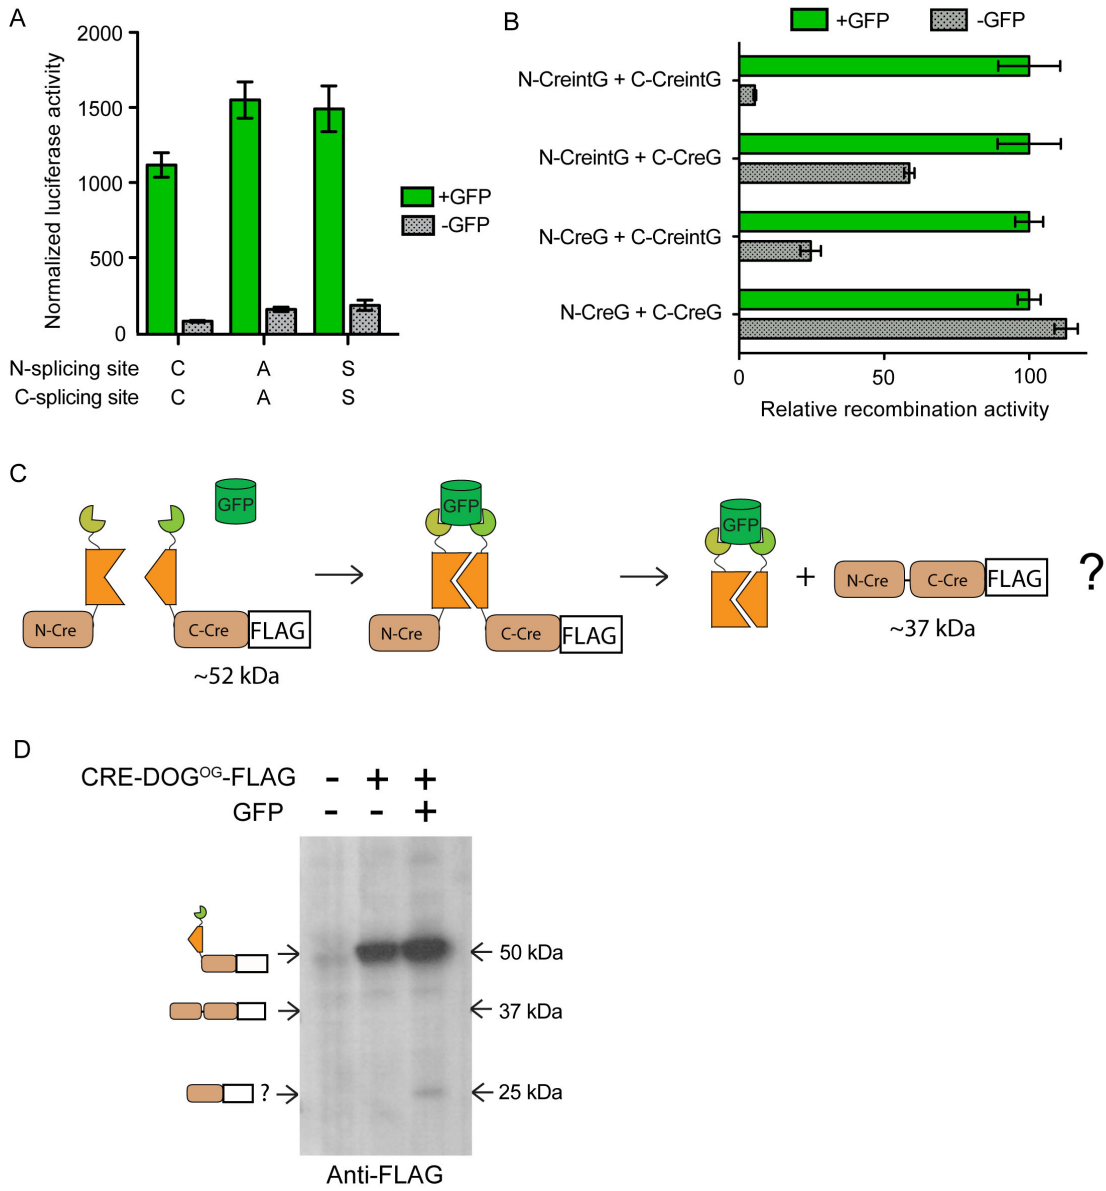 A
Normalized luciferase activity
2000
1500
1000
500
0
+GFP
-GFP
N-splicing site C A S
C-splicing site C A S
B
+GFP -GFP
N-CreintG + C-CreintG
N-CreintG + C-CreG
N-CreG + C-CreintG
N-CreG + C-CreG
0 50 100
Relative recombination activity
C
GFP
N-Cre C-Cre FLAG
~52 kDa
GFP
N-Cre C-Cre FLAG
GFP
+ N-Cre C-Cre FLAG ?
~37 kDa
D
CRE-DOGᴼᴳ-FLAG - + +
GFP - - +
50 kDa
37 kDa
? 25 kDa
Anti-FLAG